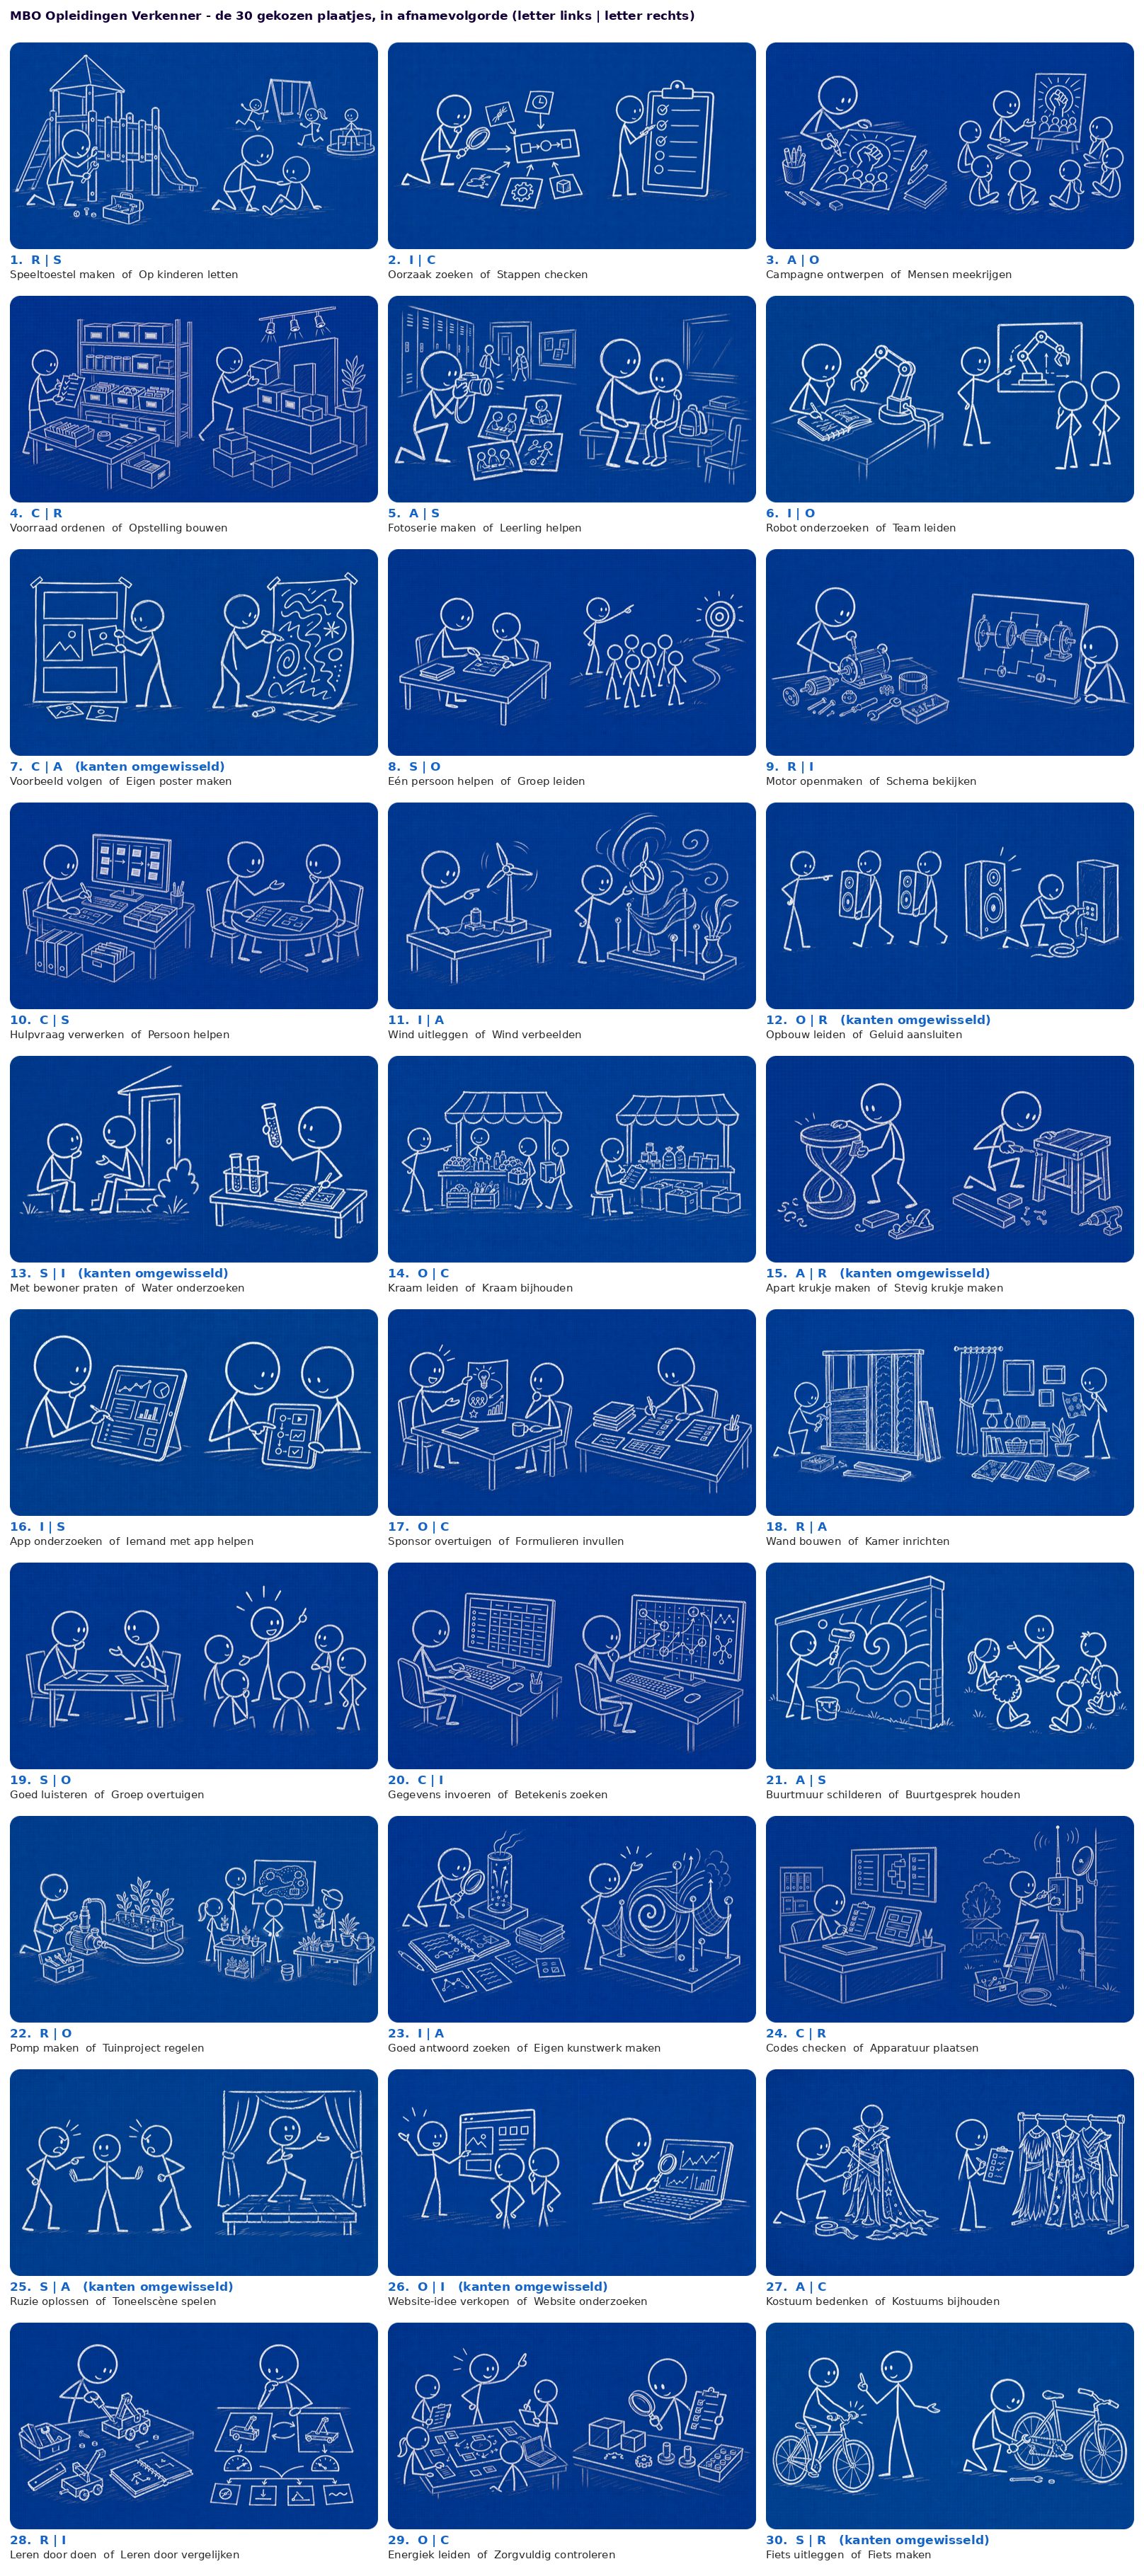 MBO Opleidingen Verkenner - de 30 gekozen plaatjes, in afnamevolgorde (letter links | letter rechts)
1. R | S
Speeltoestel maken of Op kinderen letten
2. I | C
Oorzaak zoeken of Stappen checken
3. A | O
Campagne ontwerpen of Mensen meekrijgen
4. C | R
Voorraad ordenen of Opstelling bouwen
5. A | S
Fotoserie maken of Leerling helpen
6. I | O
Robot onderzoeken of Team leiden
7. C | A (kanten omgewisseld)
Voorbeeld volgen of Eigen poster maken
8. S | O
Eén persoon helpen of Groep leiden
9. R | I
Motor openmaken of Schema bekijken
10. C | S
Hulpvraag verwerken of Persoon helpen
11. I | A
Wind uitleggen of Wind verbeelden
12. O | R (kanten omgewisseld)
Opbouw leiden of Geluid aansluiten
13. S | I (kanten omgewisseld)
Met bewoner praten of Water onderzoeken
14. O | C
Kraam leiden of Kraam bijhouden
15. A | R (kanten omgewisseld)
Apart krukje maken of Stevig krukje maken
16. I | S
App onderzoeken of Iemand met app helpen
17. O | C
Sponsor overtuigen of Formulieren invullen
18. R | A
Wand bouwen of Kamer inrichten
19. S | O
Goed luisteren of Groep overtuigen
20. C | I
Gegevens invoeren of Betekenis zoeken
21. A | S
Buurtmuur schilderen of Buurtgesprek houden
22. R | O
Pomp maken of Tuinproject regelen
23. I | A
Goed antwoord zoeken of Eigen kunstwerk maken
24. C | R
Codes checken of Apparatuur plaatsen
25. S | A (kanten omgewisseld)
Ruzie oplossen of Toneelscène spelen
26. O | I (kanten omgewisseld)
Website-idee verkopen of Website onderzoeken
27. A | C
Kostuum bedenken of Kostuums bijhouden
28. R | I
Leren door doen of Leren door vergelijken
29. O | C
Energiek leiden of Zorgvuldig controleren
30. S | R (kanten omgewisseld)
Fiets uitleggen of Fiets maken